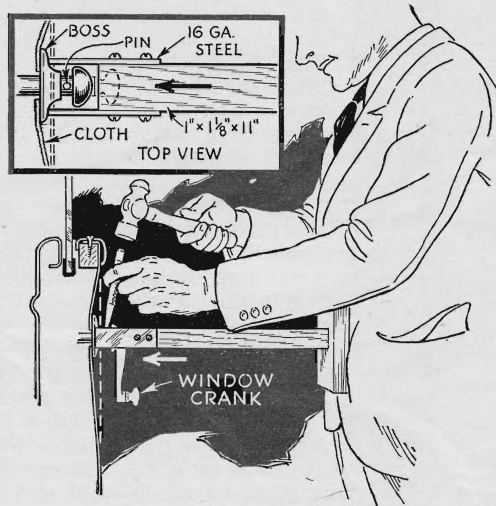 BOSS
PIN
16 GA.
STEEL
1" × 1⅛" × 11"
CLOTH
TOP VIEW
WINDOW
CRANK